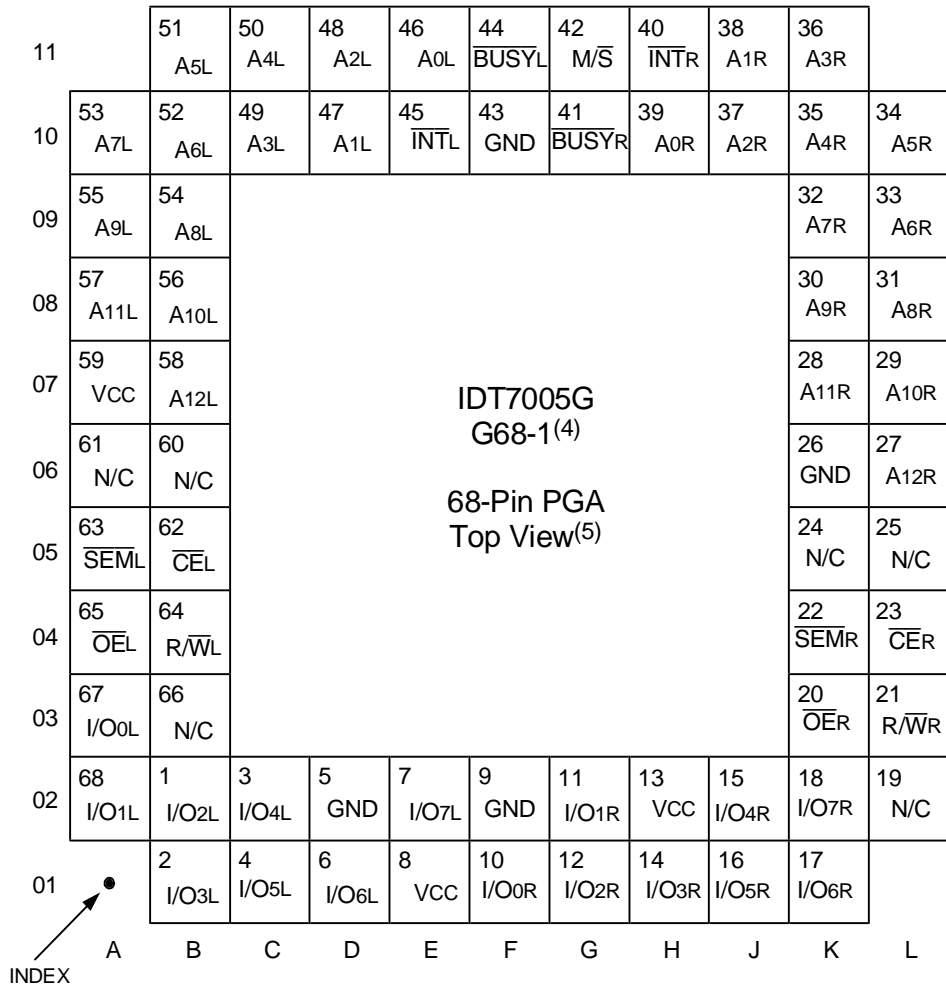 11 51 50 48 46 44 42 40 38 36
A5L A4L A2L A0L BUSYL M/S INTR A1R A3R
10 53 52 49 47 45 43 41 39 37 35 34
A7L A6L A3L A1L INTL GND BUSYR A0R A2R A4R A5R
09 55 54 32 33
A9L A8L A7R A6R
08 57 56 30 31
A11L A10L A9R A8R
07 59 58 28 29
VCC A12L A11R A10R
IDT7005G
G68-1(4)
06 61 60 26 27
N/C N/C GND A12R
68-Pin PGA
Top View(5)
05 63 62 24 25
SEML CEL N/C N/C
04 65 64 22 23
OEL R/WL SEMR CER
03 67 66 20 21
I/O0L N/C OER R/WR
02 68 1 3 5 7 9 11 13 15 18 19
I/O1L I/O2L I/O4L GND I/O7L GND I/O1R VCC I/O4R I/O7R N/C
01 2 4 6 8 10 12 14 16 17
I/O3L I/O5L I/O6L VCC I/O0R I/O2R I/O3R I/O5R I/O6R
A B C D E F G H J K L
INDEX